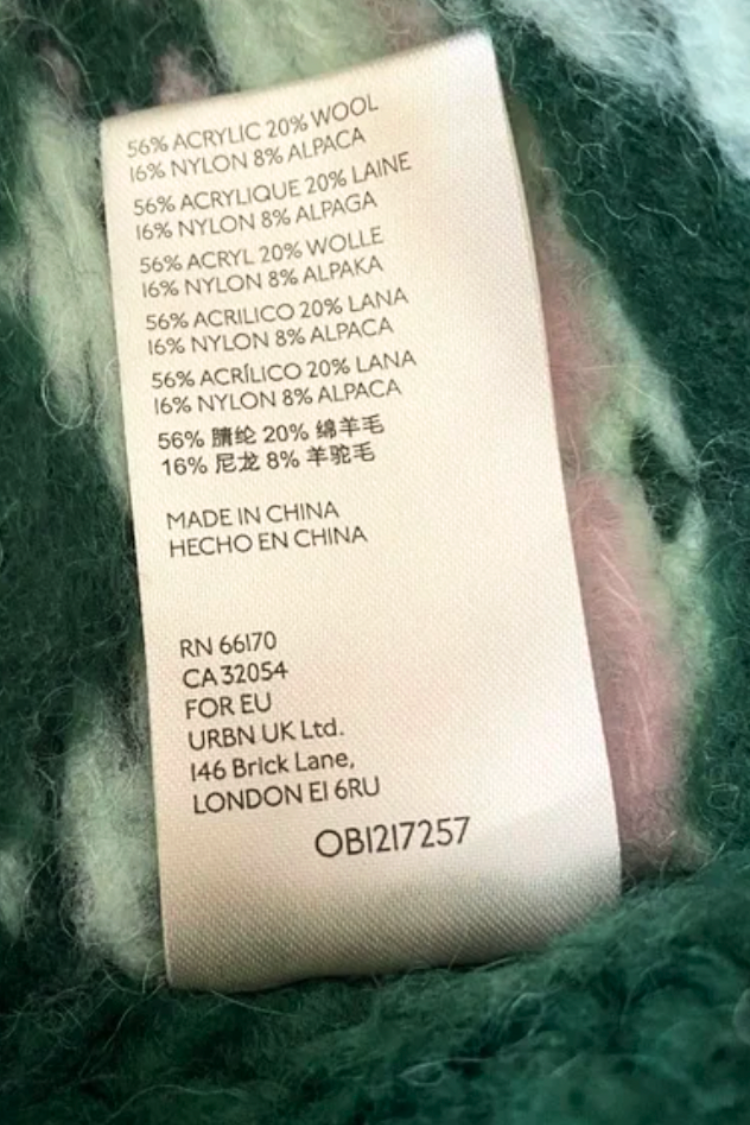 56% ACRYLIC 20% WOOL
16% NYLON 8% ALPACA
56% ACRYLIQUE 20% LAINE
16% NYLON 8% ALPAGA
56% ACRYL 20% WOLLE
16% NYLON 8% ALPAKA
56% ACRILICO 20% LANA
16% NYLON 8% ALPACA
56% ACRÍLICO 20% LANA
16% NYLON 8% ALPACA
56% 腈纶 20% 绵羊毛
16% 尼龙 8% 羊驼毛
MADE IN CHINA
HECHO EN CHINA
RN 66170
CA 32054
FOR EU
URBN UK Ltd.
146 Brick Lane,
LONDON E1 6RU
OB1217257